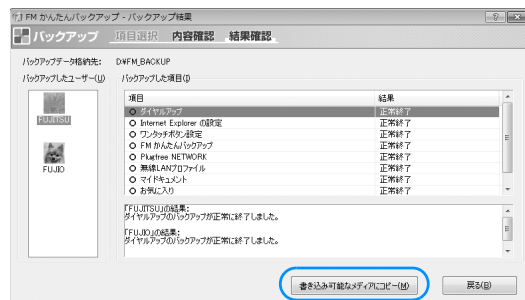 FM かんたんバックアップ - バックアップ結果
バックアップ 項目選択 内容確認 結果確認
バックアップデータ格納先: D:¥FM_BACKUP
バックアップしたユーザー(U) バックアップした項目(I)
項目 結果
ダイヤルアップ 正常終了
Internet Explorer の設定 正常終了
ワンタッチボタン設定 正常終了
FM かんたんバックアップ 正常終了
Plugfree NETWORK 正常終了
無線LANプロファイル 正常終了
マイドキュメント 正常終了
お気に入り 正常終了
FUJITSU
FUJIO
「FUJITSU」の結果:
ダイヤルアップのバックアップが正常に終了しました。
「FUJIO」の結果:
ダイヤルアップのバックアップが正常に終了しました。
書き込み可能なメディアにコピー(M) 戻る(B)